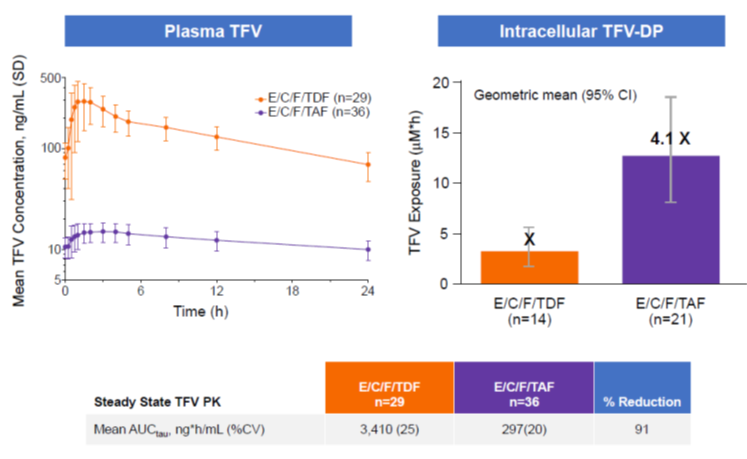 Plasma TFV
Intracellular TFV-DP
Mean TFV Concentration, ng/mL (SD)
500
100
10
5
E/C/F/TDF (n=29)
E/C/F/TAF (n=36)
0
6
12
18
24
Time (h)
TFV Exposure (µM*h)
20
15
10
5
0
Geometric mean (95% CI)
X
4.1 X
E/C/F/TDF
(n=14)
E/C/F/TAF
(n=21)
Steady State TFV PK
E/C/F/TDF
n=29
E/C/F/TAF
n=36
% Reduction
Mean AUCtau, ng*h/mL (%CV)
3,410 (25)
297(20)
91